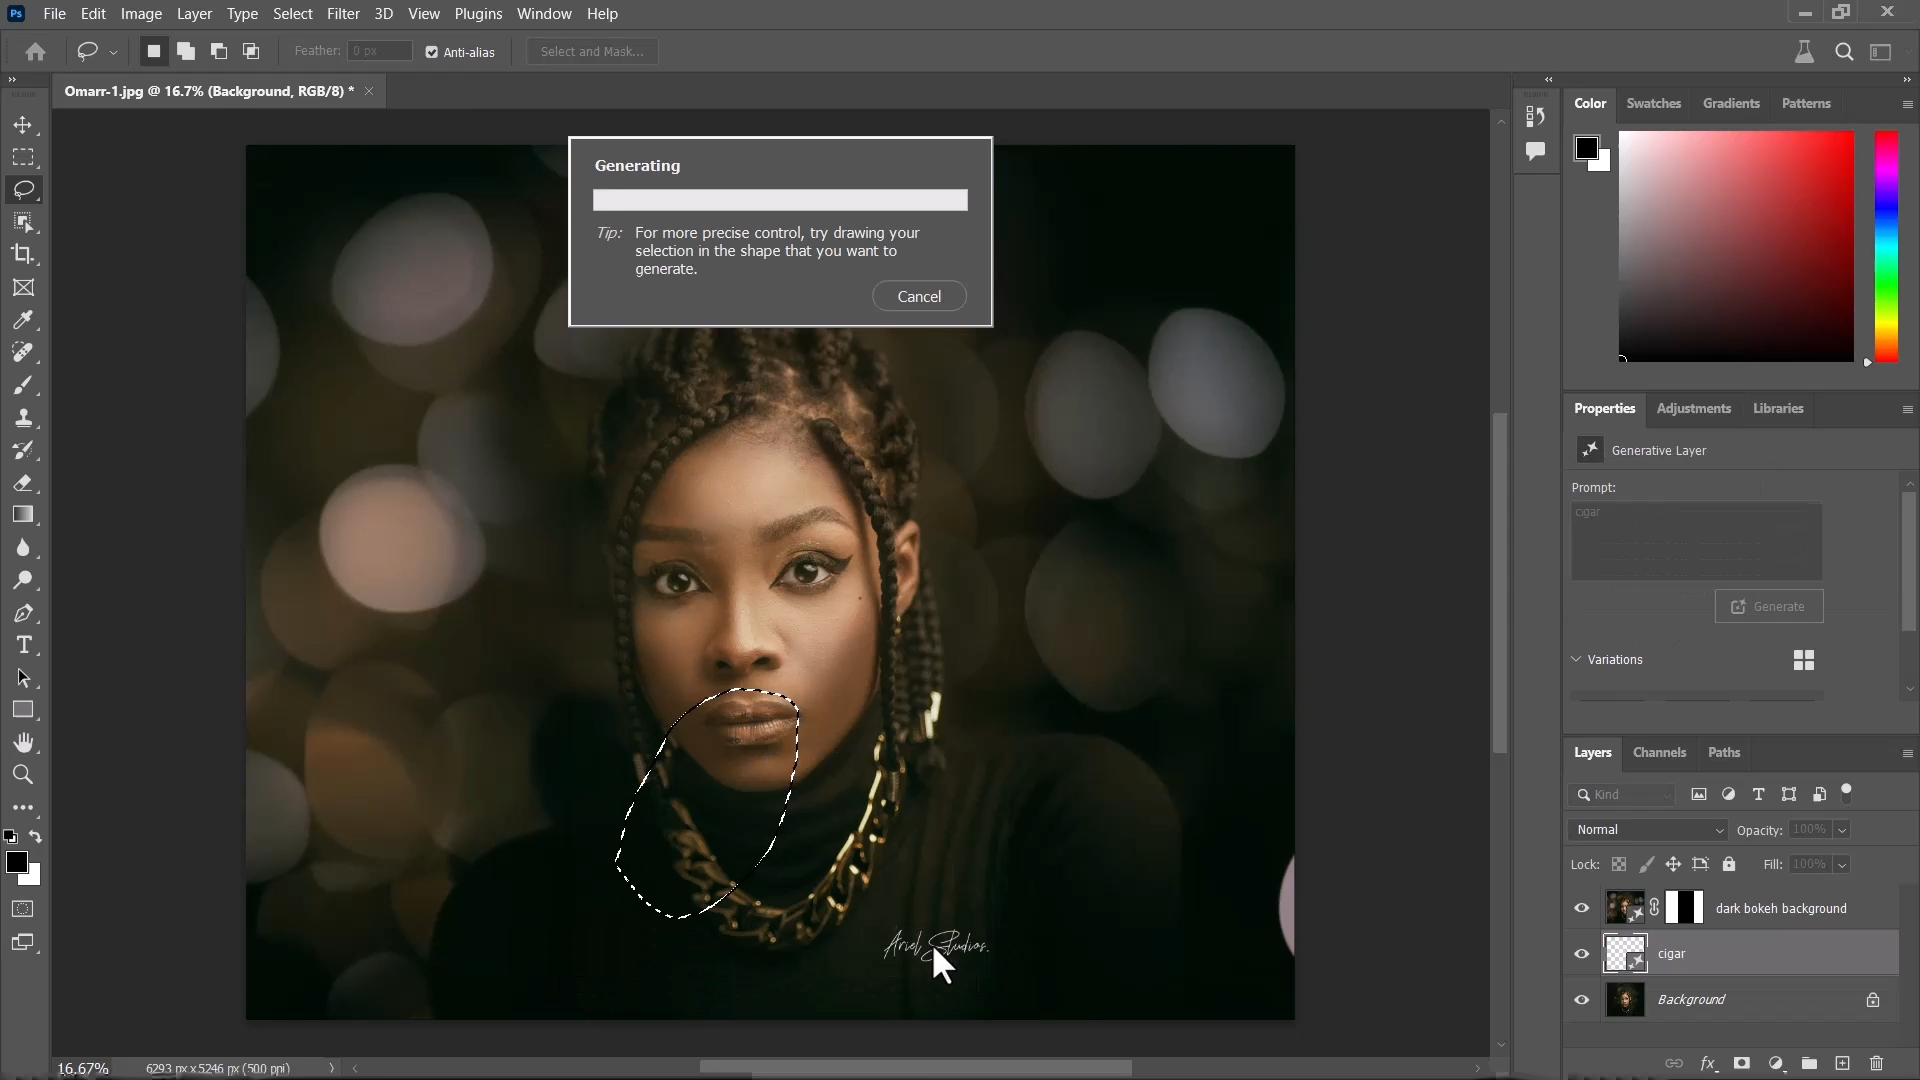 Ps File Edit Image Layer Type Select Filter 3D View Plugins Window Help
Feather: 0 px Anti-alias Select and Mask...
Omarr-1.jpg @ 16.7% (Background, RGB/8) *
Generating
Tip: For more precise control, try drawing your
selection in the shape that you want to
generate.
Cancel
Ariel Studios.
16.67% 6293 px x 5246 px (500 ppi)
Color Swatches Gradients Patterns
Properties Adjustments Libraries
Generative Layer
Prompt:
cigar
Generate
Variations
Layers Channels Paths
Kind
Normal Opacity: 100%
Lock: Fill: 100%
dark bokeh background
cigar
Background